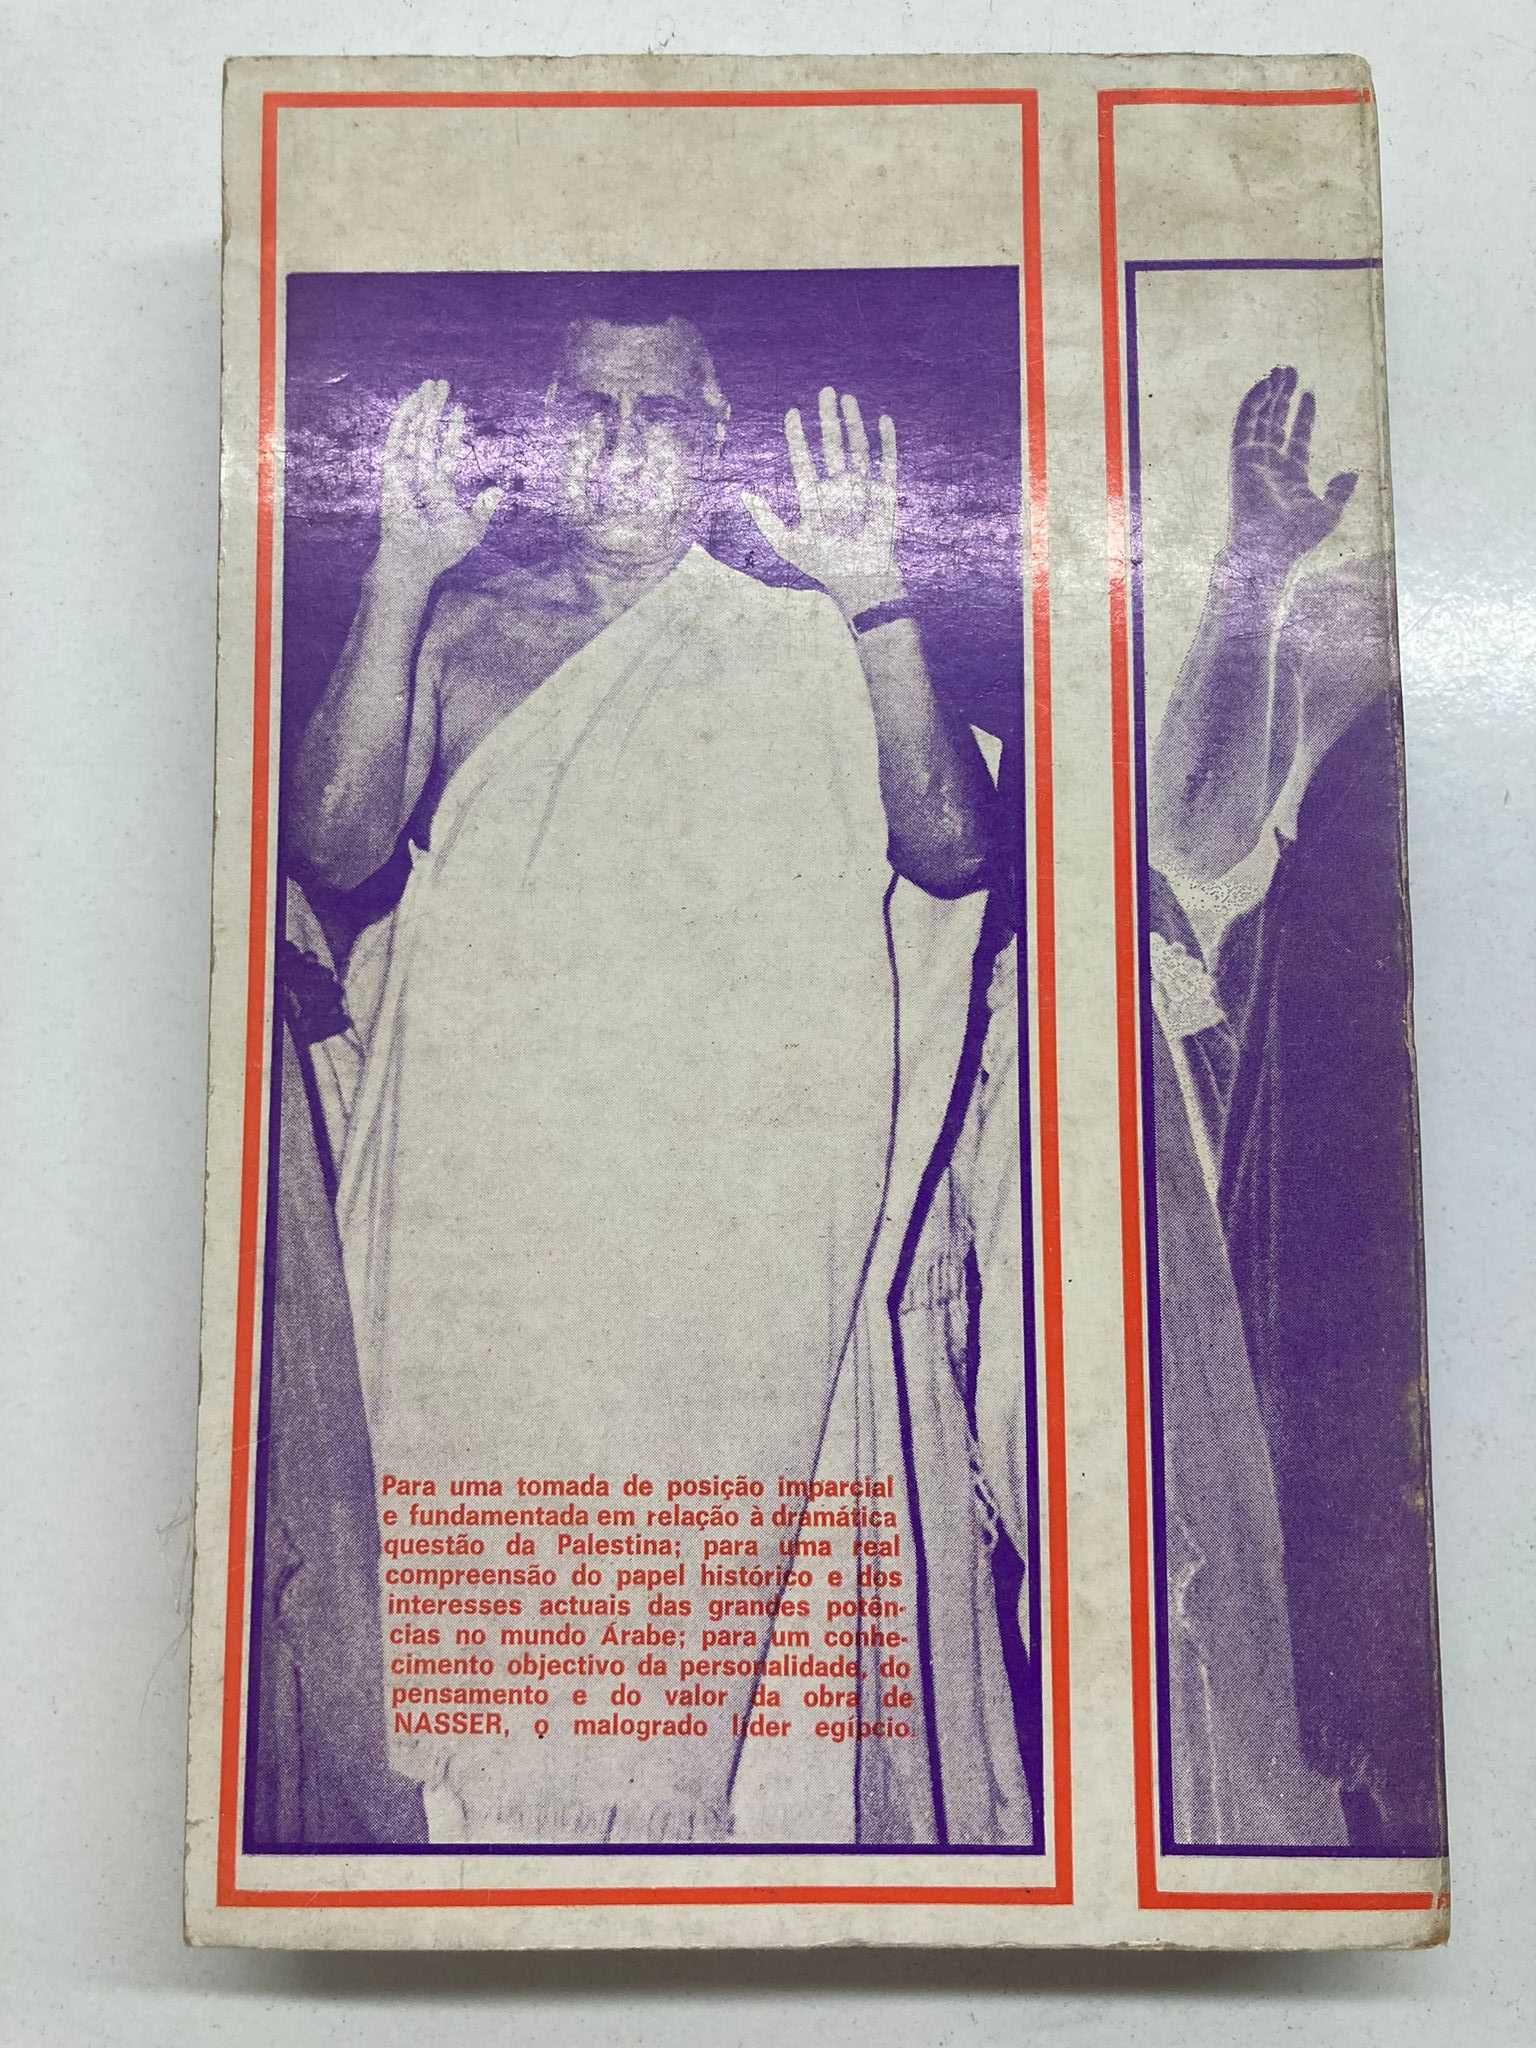 Para uma tomada de posição imparcial
e fundamentada em relação à dramática
questão da Palestina; para uma real
compreensão do papel histórico e dos
interesses actuais das grandes potên-
cias no mundo Árabe; para um conhe-
cimento objectivo da personalidade, do
pensamento e do valor da obra de
NASSER, o malogrado líder egípcio.